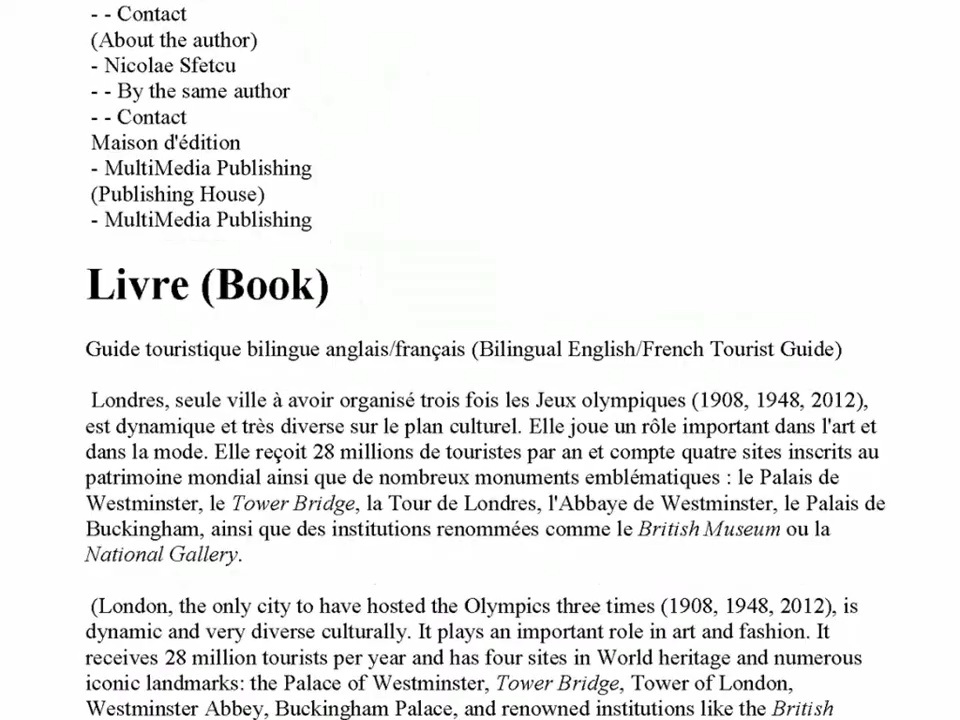 - - Contact
(About the author)
- Nicolae Sfetcu
- - By the same author
- - Contact
Maison d'édition
- MultiMedia Publishing
(Publishing House)
- MultiMedia Publishing
Livre (Book)
Guide touristique bilingue anglais/français (Bilingual English/French Tourist Guide)
Londres, seule ville à avoir organisé trois fois les Jeux olympiques (1908, 1948, 2012),
est dynamique et très diverse sur le plan culturel. Elle joue un rôle important dans l'art et
dans la mode. Elle reçoit 28 millions de touristes par an et compte quatre sites inscrits au
patrimoine mondial ainsi que de nombreux monuments emblématiques : le Palais de
Westminster, le Tower Bridge, la Tour de Londres, l'Abbaye de Westminster, le Palais de
Buckingham, ainsi que des institutions renommées comme le British Museum ou la
National Gallery.
(London, the only city to have hosted the Olympics three times (1908, 1948, 2012), is
dynamic and very diverse culturally. It plays an important role in art and fashion. It
receives 28 million tourists per year and has four sites in World heritage and numerous
iconic landmarks: the Palace of Westminster, Tower Bridge, Tower of London,
Westminster Abbey, Buckingham Palace, and renowned institutions like the British